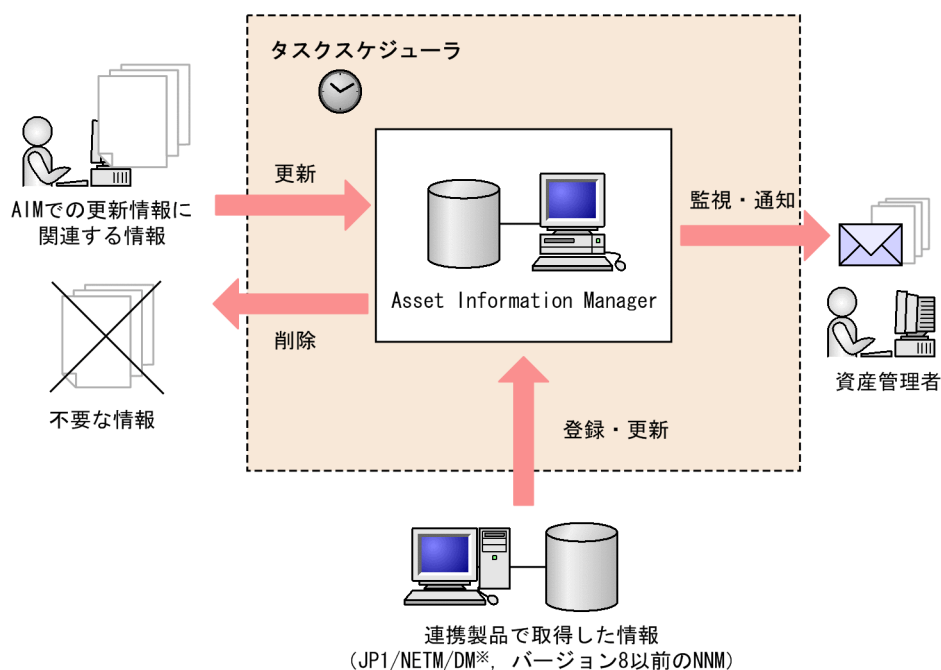 タスクスケジューラ
更新
AIMでの更新情報に
関連する情報
監視・通知
Asset Information Manager
削除
不要な情報
資産管理者
登録・更新
連携製品で取得した情報
（JP1/NETM/DM※，バージョン8以前のNNM）